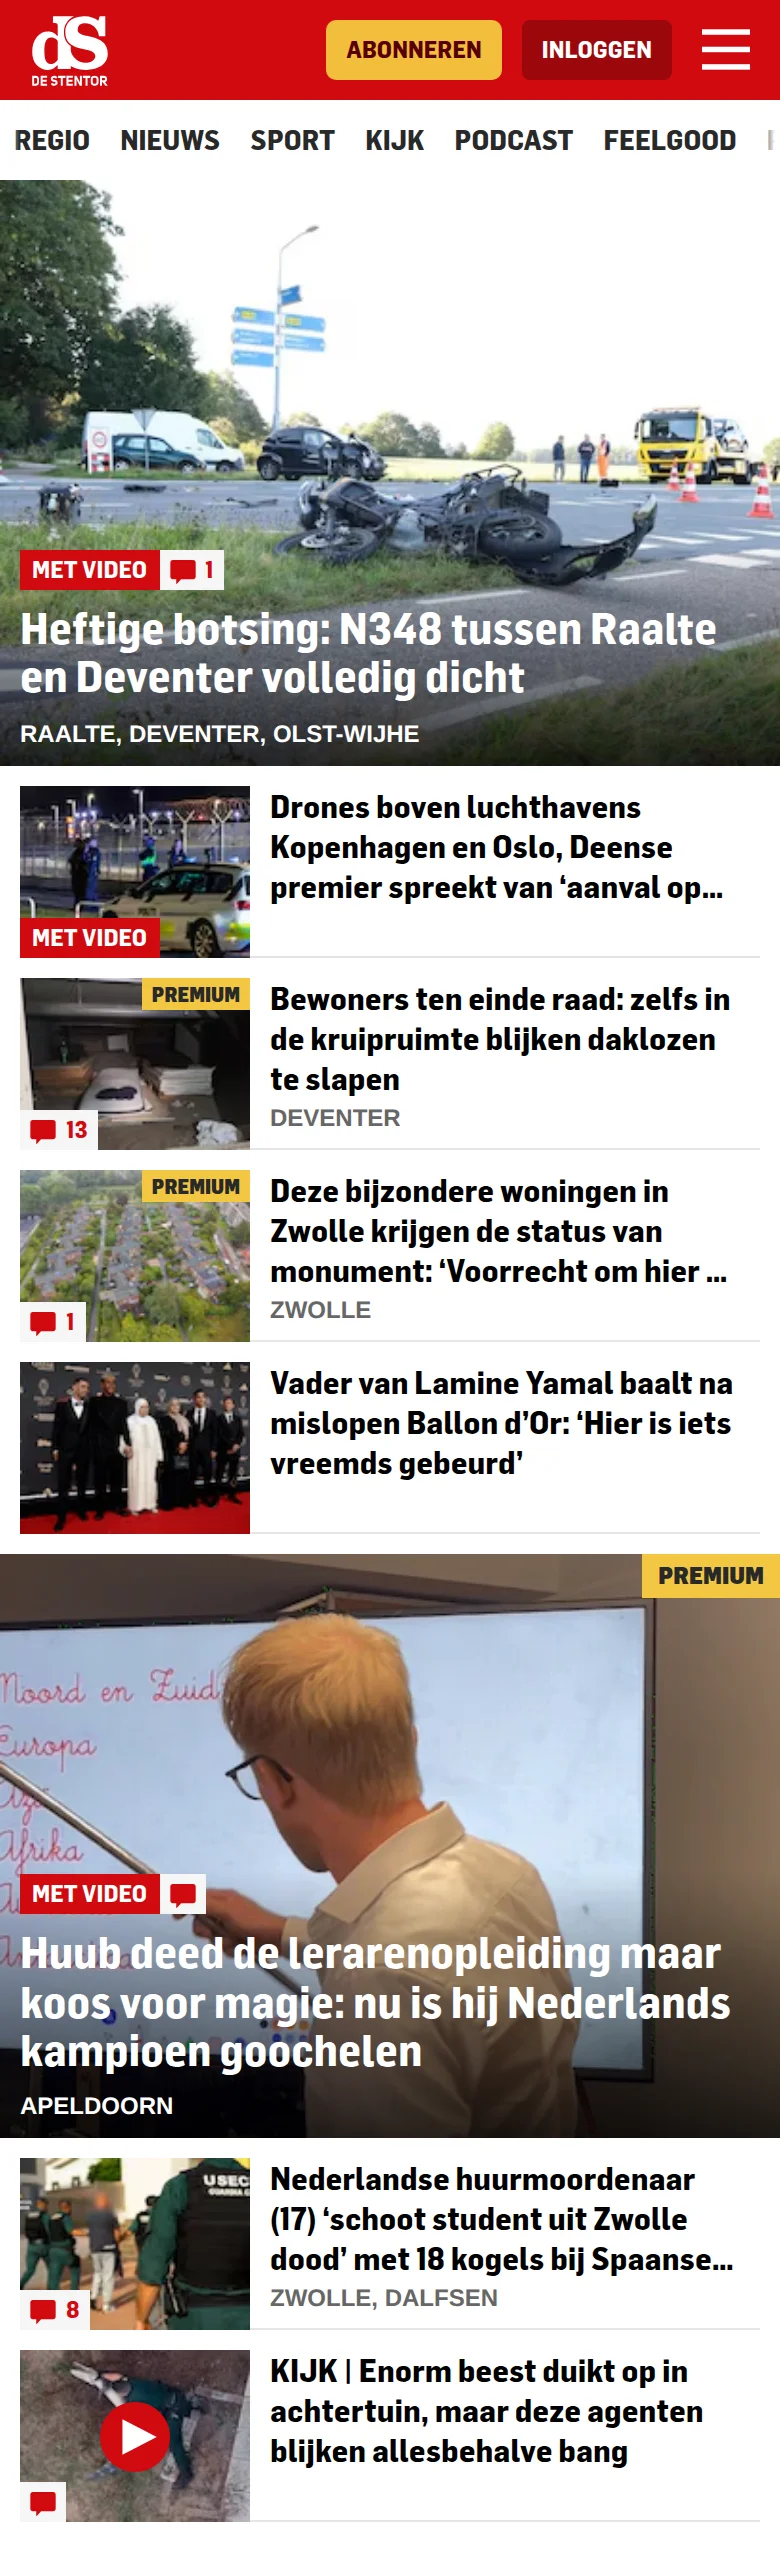 dS
DE STENTOR
ABONNEREN
INLOGGEN
REGIO NIEUWS SPORT KIJK PODCAST FEELGOOD
MET VIDEO 1
Heftige botsing: N348 tussen Raalte
en Deventer volledig dicht
RAALTE, DEVENTER, OLST-WIJHE
MET VIDEO
Drones boven luchthavens
Kopenhagen en Oslo, Deense
premier spreekt van ‘aanval op...
PREMIUM
13
Bewoners ten einde raad: zelfs in
de kruipruimte blijken daklozen
te slapen
DEVENTER
PREMIUM
1
Deze bijzondere woningen in
Zwolle krijgen de status van
monument: ‘Voorrecht om hier ...
ZWOLLE
Vader van Lamine Yamal baalt na
mislopen Ballon d’Or: ‘Hier is iets
vreemds gebeurd’
PREMIUM
Noord en Zuid
Europa
Azië
Afrika
MET VIDEO
Huub deed de lerarenopleiding maar
koos voor magie: nu is hij Nederlands
kampioen goochelen
APELDOORN
USEC
8
Nederlandse huurmoordenaar
(17) ‘schoot student uit Zwolle
dood’ met 18 kogels bij Spaanse...
ZWOLLE, DALFSEN
KIJK | Enorm beest duikt op in
achtertuin, maar deze agenten
blijken allesbehalve bang